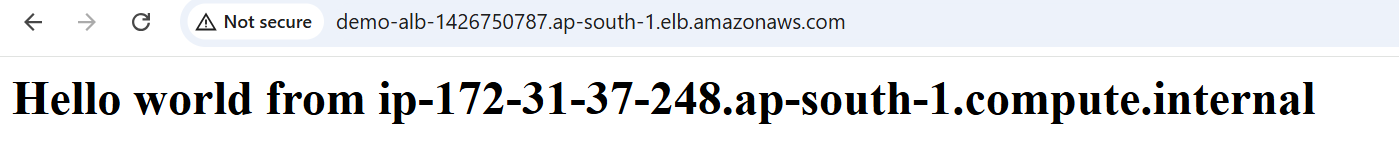 Not secure demo-alb-1426750787.ap-south-1.elb.amazonaws.com
Hello world from ip-172-31-37-248.ap-south-1.compute.internal